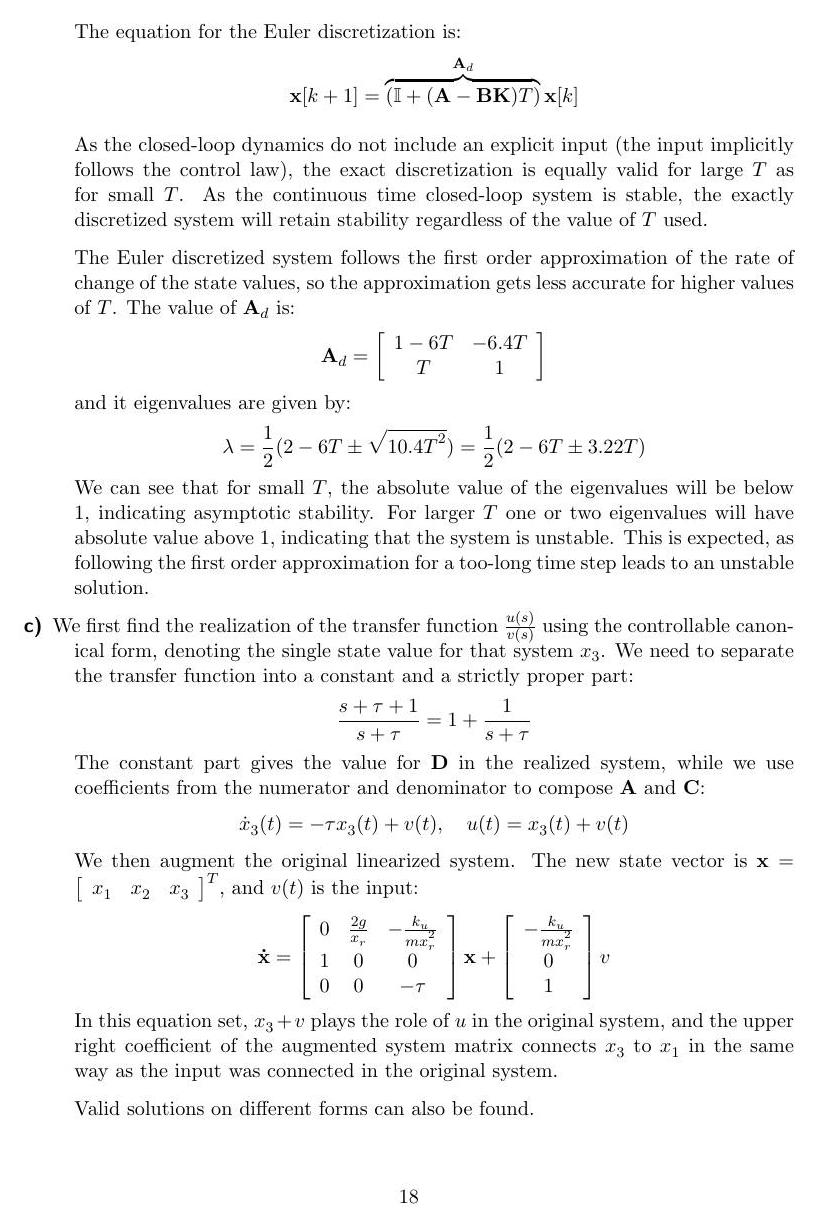 The equation for the Euler discretization is:
A_d
x[k + 1] = (𝕀 + (A − BK)T) x[k]
As the closed-loop dynamics do not include an explicit input (the input implicitly
follows the control law), the exact discretization is equally valid for large T as
for small T. As the continuous time closed-loop system is stable, the exactly
discretized system will retain stability regardless of the value of T used.
The Euler discretized system follows the first order approximation of the rate of
change of the state values, so the approximation gets less accurate for higher values
of T. The value of A_d is:
A_d = [ 1 − 6T −6.4T ; T 1 ]
and it eigenvalues are given by:
λ = 1/2 (2 − 6T ± √(10.4T²)) = 1/2 (2 − 6T ± 3.22T)
We can see that for small T, the absolute value of the eigenvalues will be below
1, indicating asymptotic stability. For larger T one or two eigenvalues will have
absolute value above 1, indicating that the system is unstable. This is expected, as
following the first order approximation for a too-long time step leads to an unstable
solution.
c) We first find the realization of the transfer function u(s)/v(s) using the controllable canon-
ical form, denoting the single state value for that system x₃. We need to separate
the transfer function into a constant and a strictly proper part:
(s + τ + 1)/(s + τ) = 1 + 1/(s + τ)
The constant part gives the value for D in the realized system, while we use
coefficients from the numerator and denominator to compose A and C:
ẋ₃(t) = −τx₃(t) + v(t), u(t) = x₃(t) + v(t)
We then augment the original linearized system. The new state vector is x =
[ x₁ x₂ x₃ ]ᵀ, and v(t) is the input:
ẋ = [ 0 2g/x_r −k_u/(mx_r²) ; 1 0 0 ; 0 0 −τ ] x + [ −k_u/(mx_r²) ; 0 ; 1 ] v
In this equation set, x₃ + v plays the role of u in the original system, and the upper
right coefficient of the augmented system matrix connects x₃ to x₁ in the same
way as the input was connected in the original system.
Valid solutions on different forms can also be found.
18